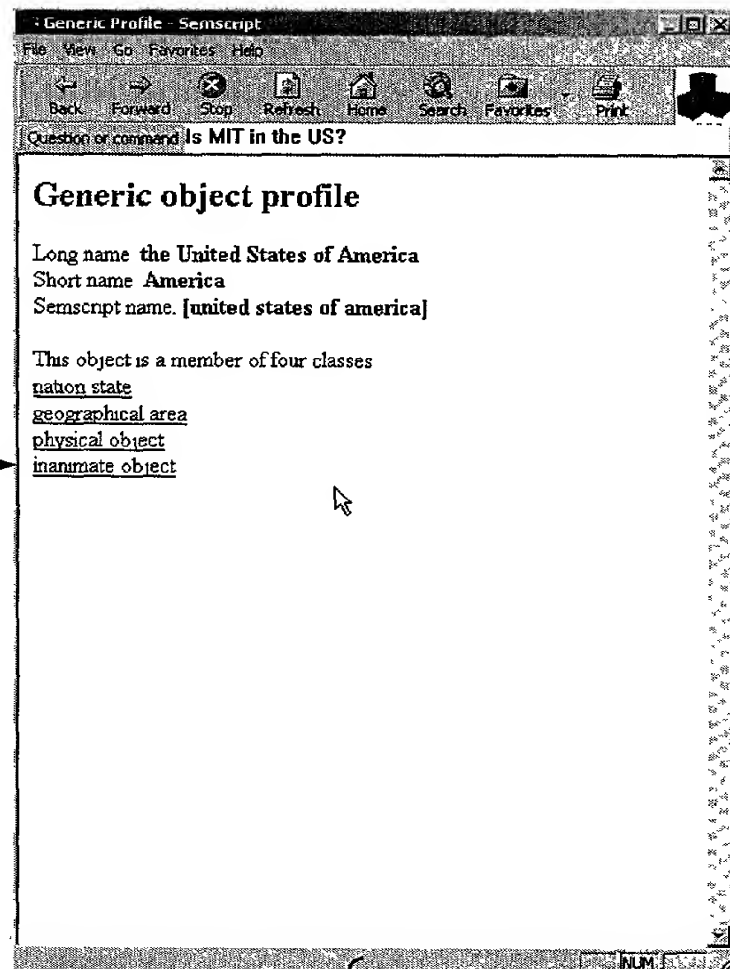 Generic Profile - Semscript
File View Go Favorites Help
Back Forward Stop Refresh Home Search Favorites Print
Question or command Is MIT in the US?
Generic object profile
Long name the United States of America
Short name America
Semscript name. [united states of america]
This object is a member of four classes
nation state
geographical area
physical object
inanimate object
NUM